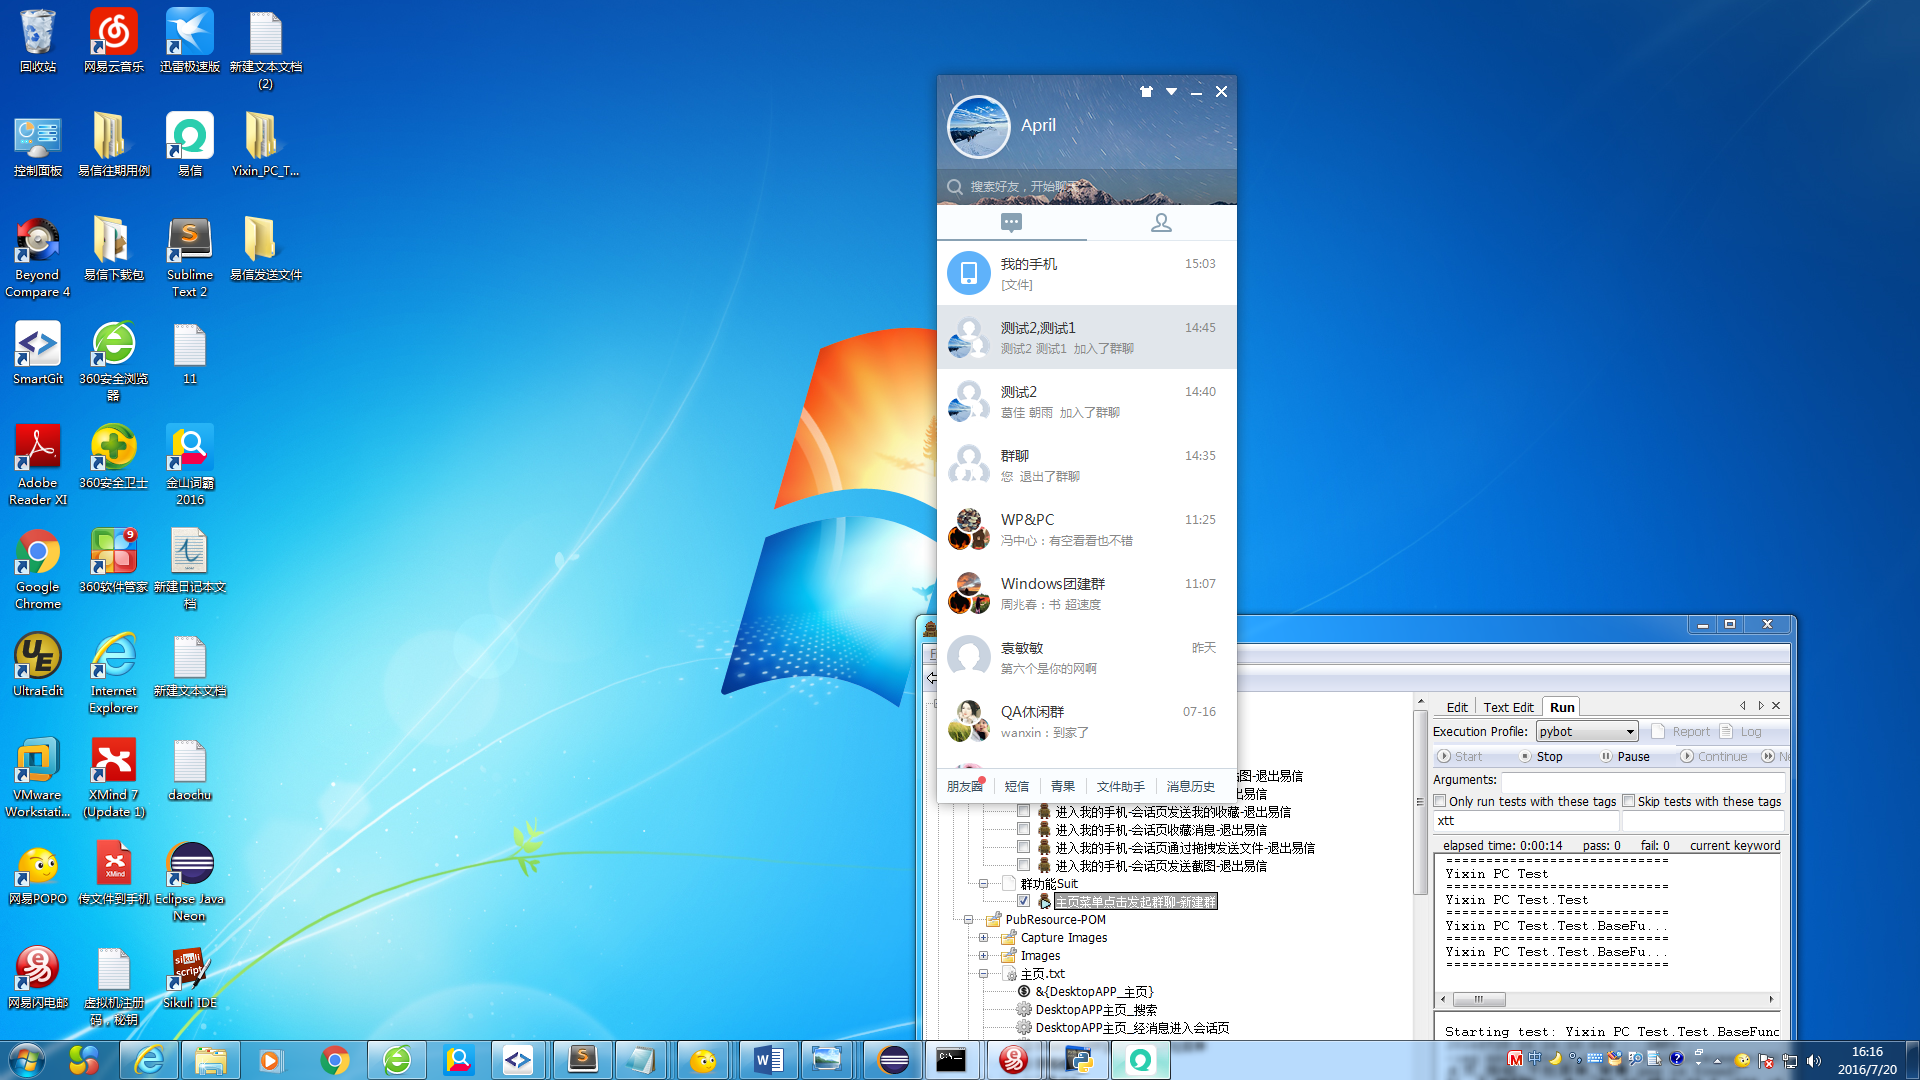 回收站
网易云音乐
迅雷极速版
新建文本文档
(2)
控制面板
易信往期用例
易信
Yixin_PC_T...
Beyond
Compare 4
易信下载包
Sublime
Text 2
易信发送文件
SmartGit
360安全浏览
器
11
Adobe
Reader XI
360安全卫士
金山词霸
2016
Google
Chrome
9
360软件管家
新建日记本文
档
UltraEdit
Internet
Explorer
新建文本文档
VMware
Workstati...
XMind 7
(Update 1)
daochu
网易POPO
传文件到手机
Eclipse Java
Neon
网易闪电邮
虚拟机注册
码，秘钥
Sikuli IDE
April
搜索好友，开始聊天
我的手机
15:03
[文件]
测试2,测试1
14:45
测试2 测试1 加入了群聊
测试2
14:40
葛佳 朝雨 加入了群聊
群聊
14:35
您 退出了群聊
WP&PC
11:25
冯中心：有空看看也不错
Windows团建群
11:07
周兆春：书 超速度
袁敏敏
昨天
第六个是你的网啊
QA休闲群
07-16
wanxin：到家了
朋友圈
短信
青果
文件助手
消息历史
图-退出易信
出易信
进入我的手机-会话页发送我的收藏-退出易信
进入我的手机-会话页收藏消息-退出易信
进入我的手机-会话页通过拖拽发送文件-退出易信
进入我的手机-会话页发送截图-退出易信
群功能Suit
主页菜单点击发起群聊-新建群
PubResource-POM
Capture Images
Images
主页.txt
&{DesktopAPP_主页}
DesktopAPP主页_搜索
DesktopAPP主页_经消息进入会话页
Edit
Text Edit
Run
Execution Profile:
pybot
Report
Log
Start
Stop
Pause
Continue
Ne
Arguments:
Only run tests with these tags
Skip tests with these tags
xtt
elapsed time: 0:00:14 pass: 0 fail: 0 current keyword
==============================
Yixin PC Test
==============================
Yixin PC Test.Test
==============================
Yixin PC Test.Test.BaseFu...
==============================
Yixin PC Test.Test.BaseFu...
==============================
Starting test: Yixin PC Test.Test.BaseFunc
16:16
2016/7/20